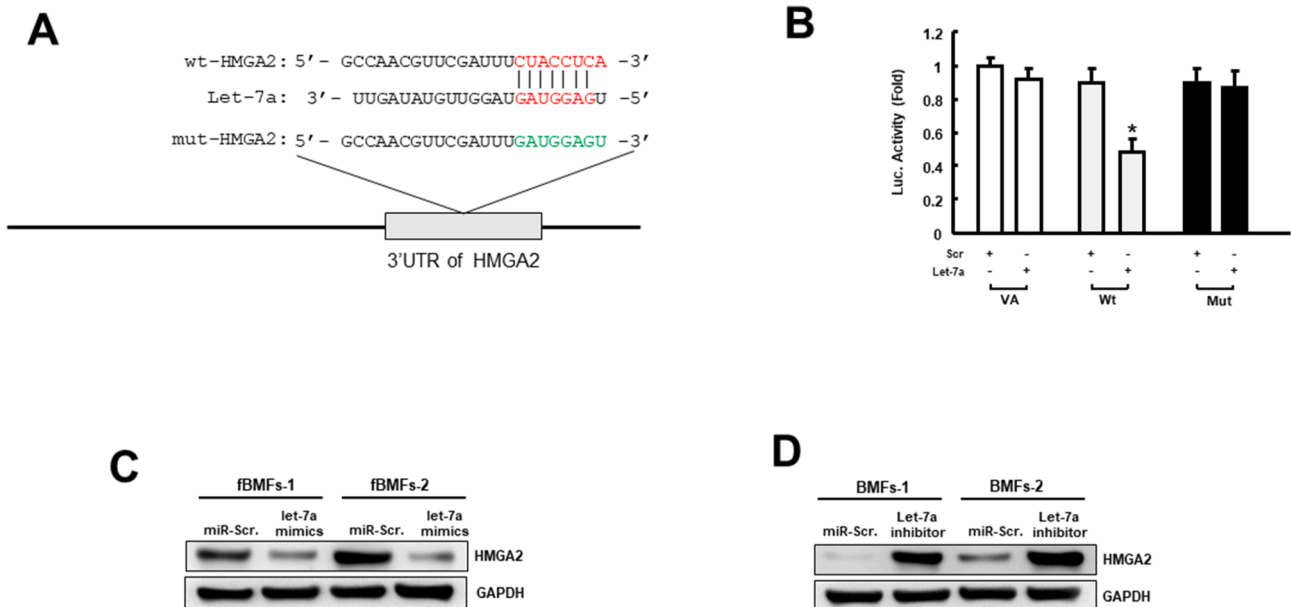 A
wt-HMGA2: 5′- GCCAACGUUCGAUUUCUACCUCA -3′
Let-7a: 3′- UUGAUAUGUUGGAUGAUGGAGU -5′
mut-HMGA2: 5′- GCCAACGUUCGAUUUGAUGGAGU -3′
3'UTR of HMGA2
B
Luc. Activity (Fold)
1.2
1
0.8
0.6
0.4
0.2
0
*
Scr + - + - + -
Let-7a - + - + - +
VA Wt Mut
C
fBMFs-1 fBMFs-2
miR-Scr. let-7a mimics miR-Scr. let-7a mimics
HMGA2
GAPDH
D
BMFs-1 BMFs-2
miR-Scr. Let-7a inhibitor miR-Scr. Let-7a inhibitor
HMGA2
GAPDH